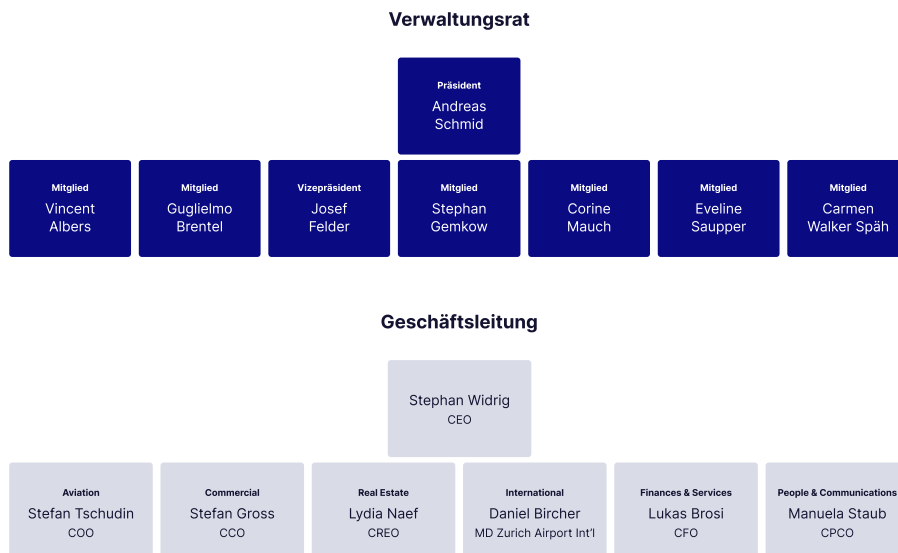 Verwaltungsrat
Präsident
Andreas
Schmid
Mitglied
Vincent
Albers
Mitglied
Guglielmo
Brentel
Vizepräsident
Josef
Felder
Mitglied
Stephan
Gemkow
Mitglied
Corine
Mauch
Mitglied
Eveline
Saupper
Mitglied
Carmen
Walker Späh
Geschäftsleitung
Stephan Widrig
CEO
Aviation
Stefan Tschudin
COO
Commercial
Stefan Gross
CCO
Real Estate
Lydia Naef
CREO
International
Daniel Bircher
MD Zurich Airport Int'l
Finances & Services
Lukas Brosi
CFO
People & Communications
Manuela Staub
CPCO